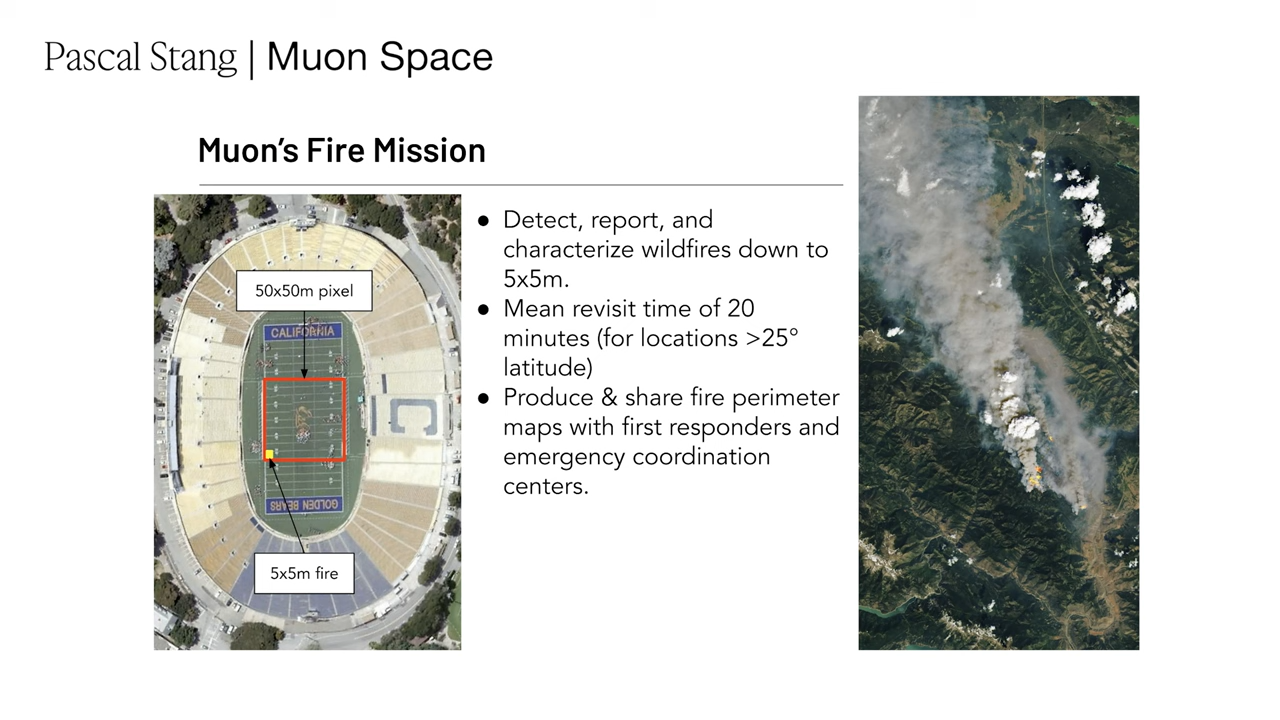 Pascal Stang | Muon Space
Muon’s Fire Mission
50x50m pixel
CALIFORNIA
GOLDEN BEARS
5x5m fire
● Detect, report, and
characterize wildfires down to
5x5m.
● Mean revisit time of 20
minutes (for locations >25°
latitude)
● Produce & share fire perimeter
maps with first responders and
emergency coordination
centers.
C